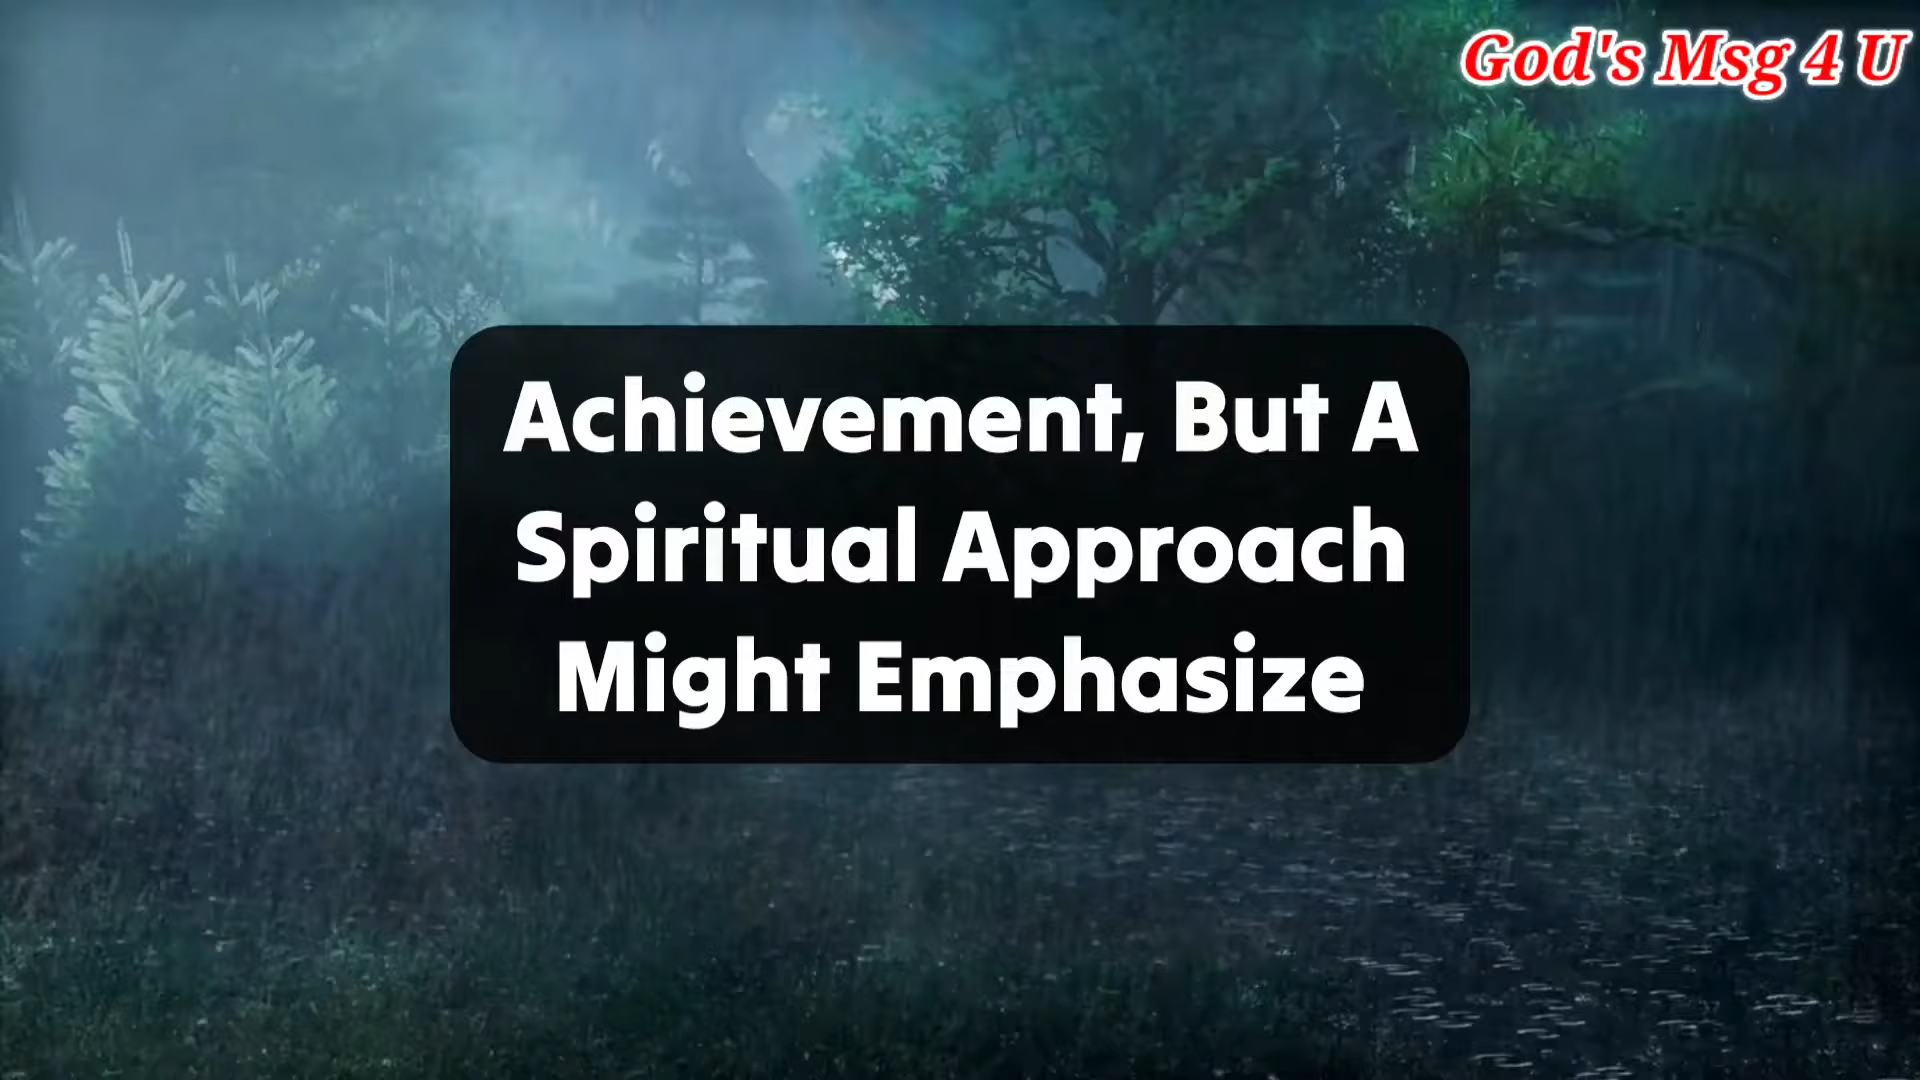 God's Msg 4 U
Achievement, But A
Spiritual Approach
Might Emphasize